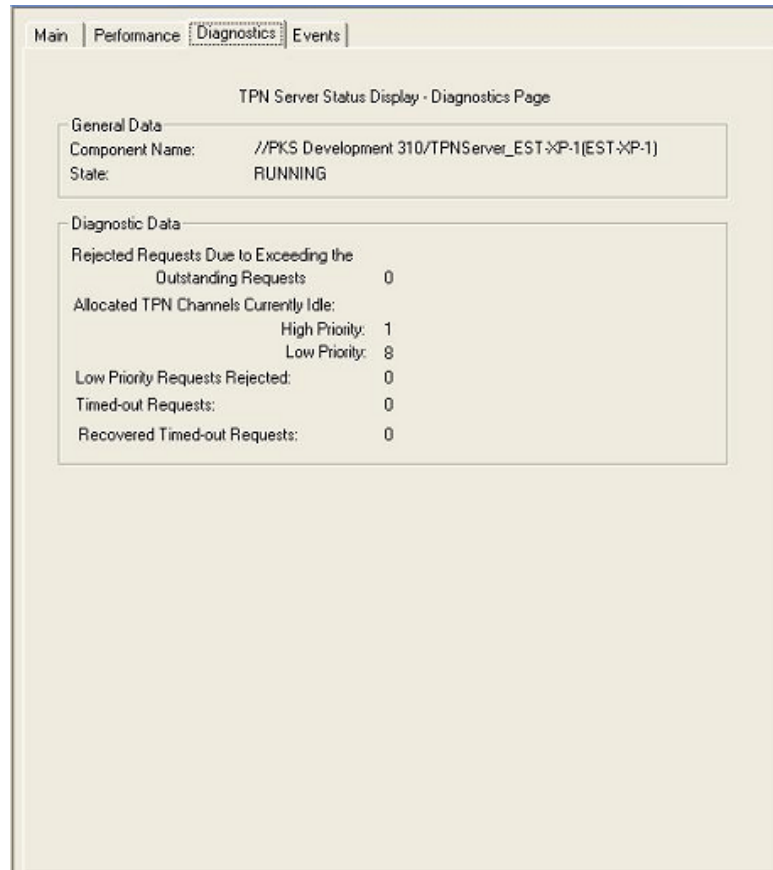 Main Performance Diagnostics Events
TPN Server Status Display - Diagnostics Page
General Data
Component Name: //PKS Development 310/TPNServer_EST-XP-1(EST-XP-1)
State: RUNNING
Diagnostic Data
Rejected Requests Due to Exceeding the
Outstanding Requests 0
Allocated TPN Channels Currently Idle:
High Priority: 1
Low Priority: 8
Low Priority Requests Rejected: 0
Timed-out Requests: 0
Recovered Timed-out Requests: 0